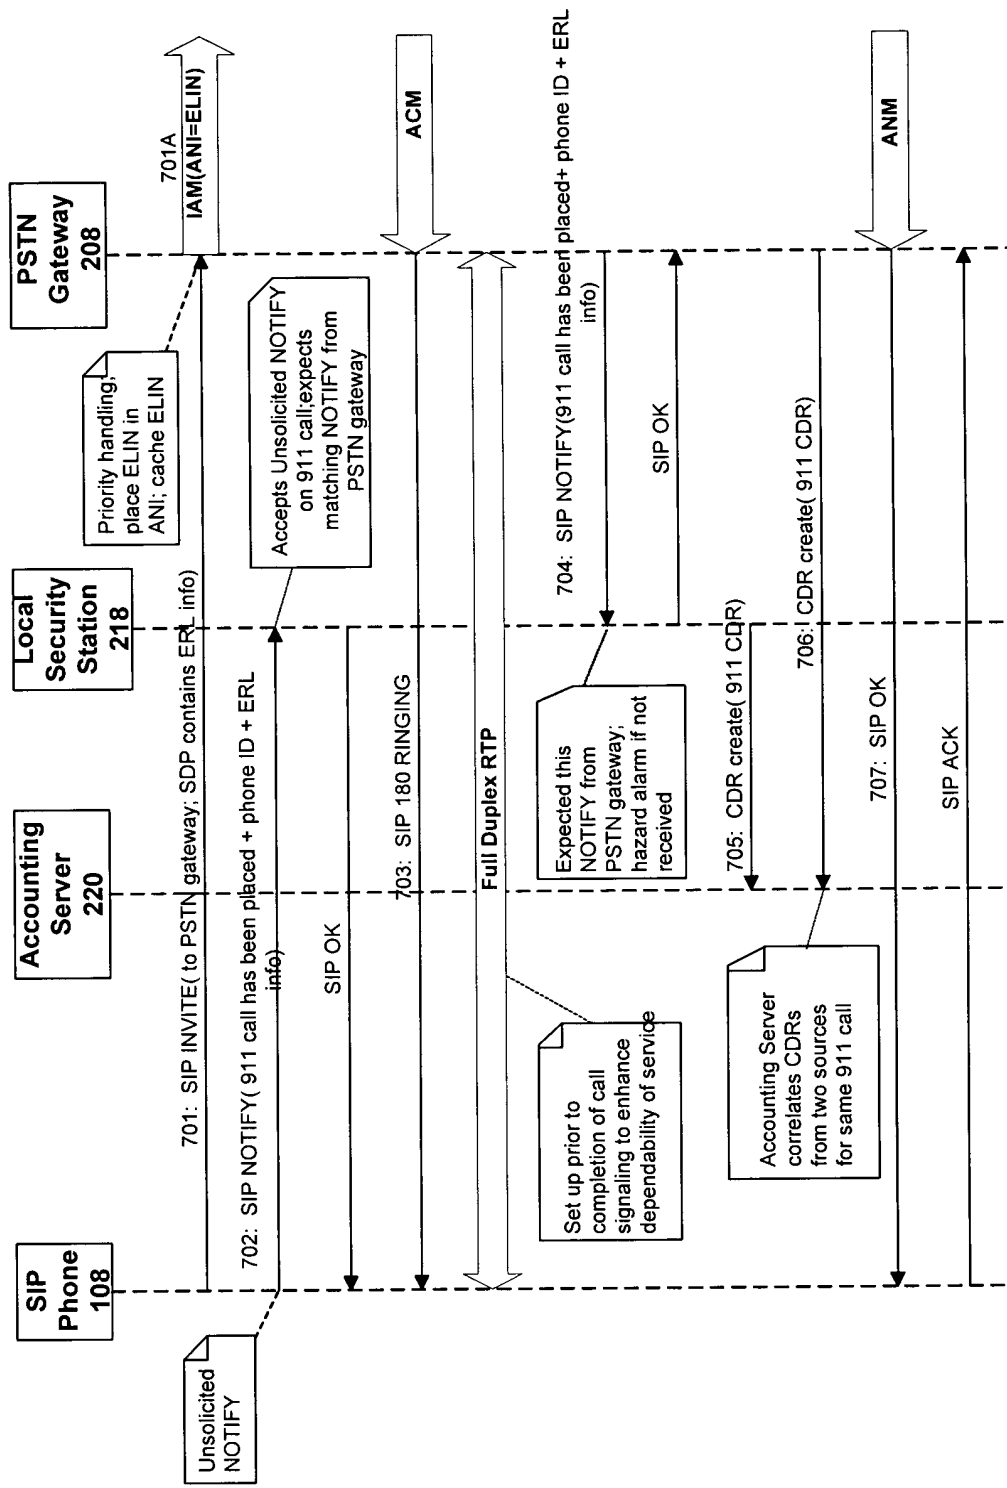 SIP
Phone
108
Accounting
Server
220
Local
Security
Station
218
PSTN
Gateway
208
Unsolicited
NOTIFY
Priority handling;
place ELIN in
ANI; cache ELIN
701A
IAM(ANI=ELIN)
701: SIP INVITE( to PSTN gateway; SDP contains ERL info)
702: SIP NOTIFY( 911 call has been placed + phone ID + ERL
info)
Accepts Unsolicited NOTIFY
on 911 call;expects
matching NOTIFY from
PSTN gateway
SIP OK
703: SIP 180 RINGING
ACM
Full Duplex RTP
Set up prior to
completion of call
signaling to enhance
dependability of service
704: SIP NOTIFY(911 call has been placed+ phone ID + ERL
info)
Expected this
NOTIFY from
PSTN gateway;
hazard alarm if not
received
SIP OK
705: CDR create( 911 CDR)
706: CDR create( 911 CDR)
Accounting Server
correlates CDRs
from two sources
for same 911 call
707: SIP OK
ANM
SIP ACK